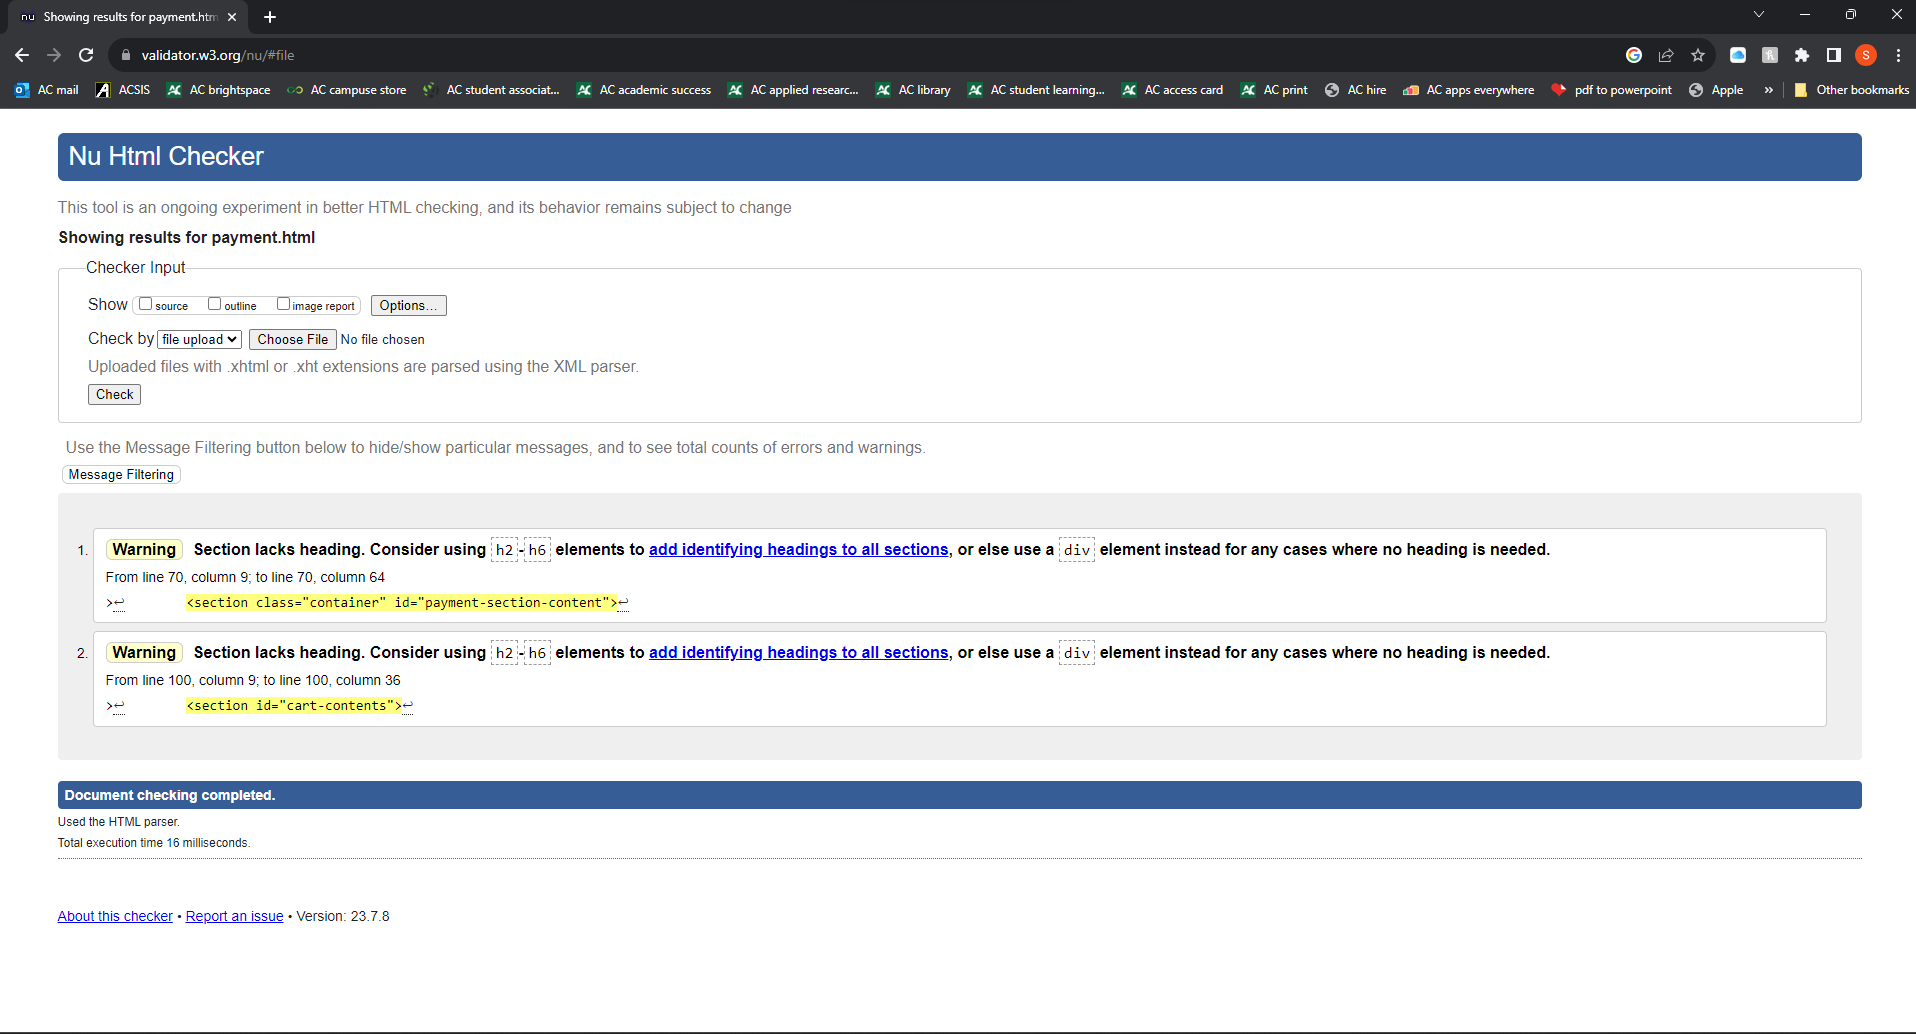 nu Showing results for payment.htm
validator.w3.org/nu/#file
S
AC mail ACSIS AC brightspace AC campuse store AC student associat... AC academic success AC applied researc... AC library AC student learning... AC access card AC print AC hire AC apps everywhere pdf to powerpoint Apple » Other bookmarks
Nu Html Checker
This tool is an ongoing experiment in better HTML checking, and its behavior remains subject to change
Showing results for payment.html
Checker Input
Show source outline image report Options...
Check by file upload Choose File No file chosen
Uploaded files with .xhtml or .xht extensions are parsed using the XML parser.
Check
Use the Message Filtering button below to hide/show particular messages, and to see total counts of errors and warnings.
Message Filtering
1. Warning Section lacks heading. Consider using h2-h6 elements to add identifying headings to all sections, or else use a div element instead for any cases where no heading is needed.
From line 70, column 9; to line 70, column 64
>↩ <section class="container" id="payment-section-content">↩
2. Warning Section lacks heading. Consider using h2-h6 elements to add identifying headings to all sections, or else use a div element instead for any cases where no heading is needed.
From line 100, column 9; to line 100, column 36
>↩ <section id="cart-contents">↩
Document checking completed.
Used the HTML parser.
Total execution time 16 milliseconds.
About this checker • Report an issue • Version: 23.7.8